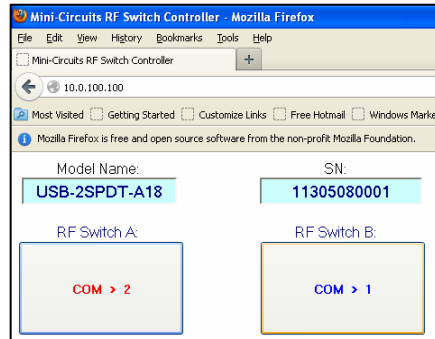 Mini-Circuits RF Switch Controller - Mozilla Firefox
File Edit View History Bookmarks Tools Help
Mini-Circuits RF Switch Controller +
10.0.100.100
Most Visited Getting Started Customize Links Free Hotmail Windows Marke
Mozilla Firefox is free and open source software from the non-profit Mozilla Foundation.
Model Name: SN:
USB-2SPDT-A18 11305080001
RF Switch A: RF Switch B:
COM > 2 COM > 1